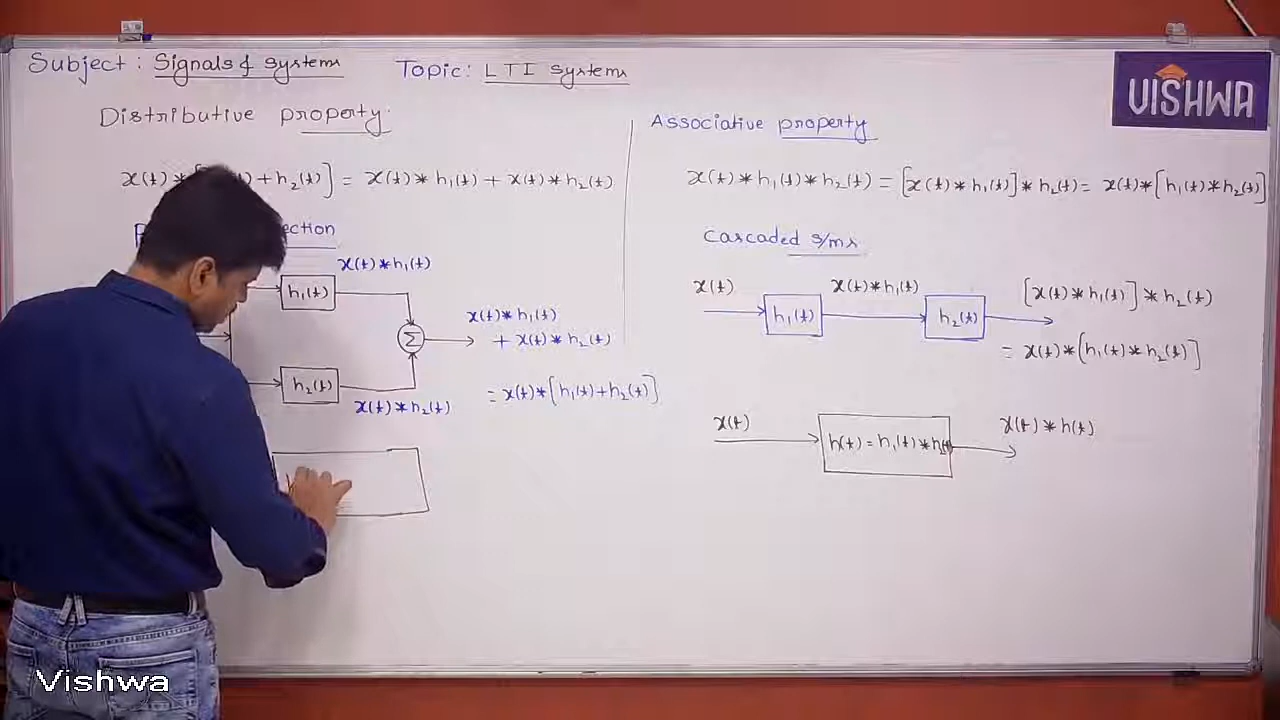 Subject: Signals & systems Topic: LTI systems
VISHWA
Distributive property:
x(t) * + h₂(t)] = x(t) * h₁(t) + x(t) * h₂(t)
x(t) * h₁(t)
h₁(t)
Σ
x(t) * h₁(t)
+ x(t) * h₂(t)
h₂(t)
x(t) * h₂(t)
= x(t) * [h₁(t) + h₂(t)]
Associative property
x(t) * h₁(t) * h₂(t) = [x(t) * h₁(t)] * h₂(t) = x(t) * [h₁(t) * h₂(t)]
Cascaded s/ms
x(t) x(t) * h₁(t) [x(t) * h₁(t)] * h₂(t)
h₁(t) h₂(t)
= x(t) * [h₁(t) * h₂(t)]
x(t) x(t) * h(t)
h(t) = h₁(t) * h₂(t)
Vishwa